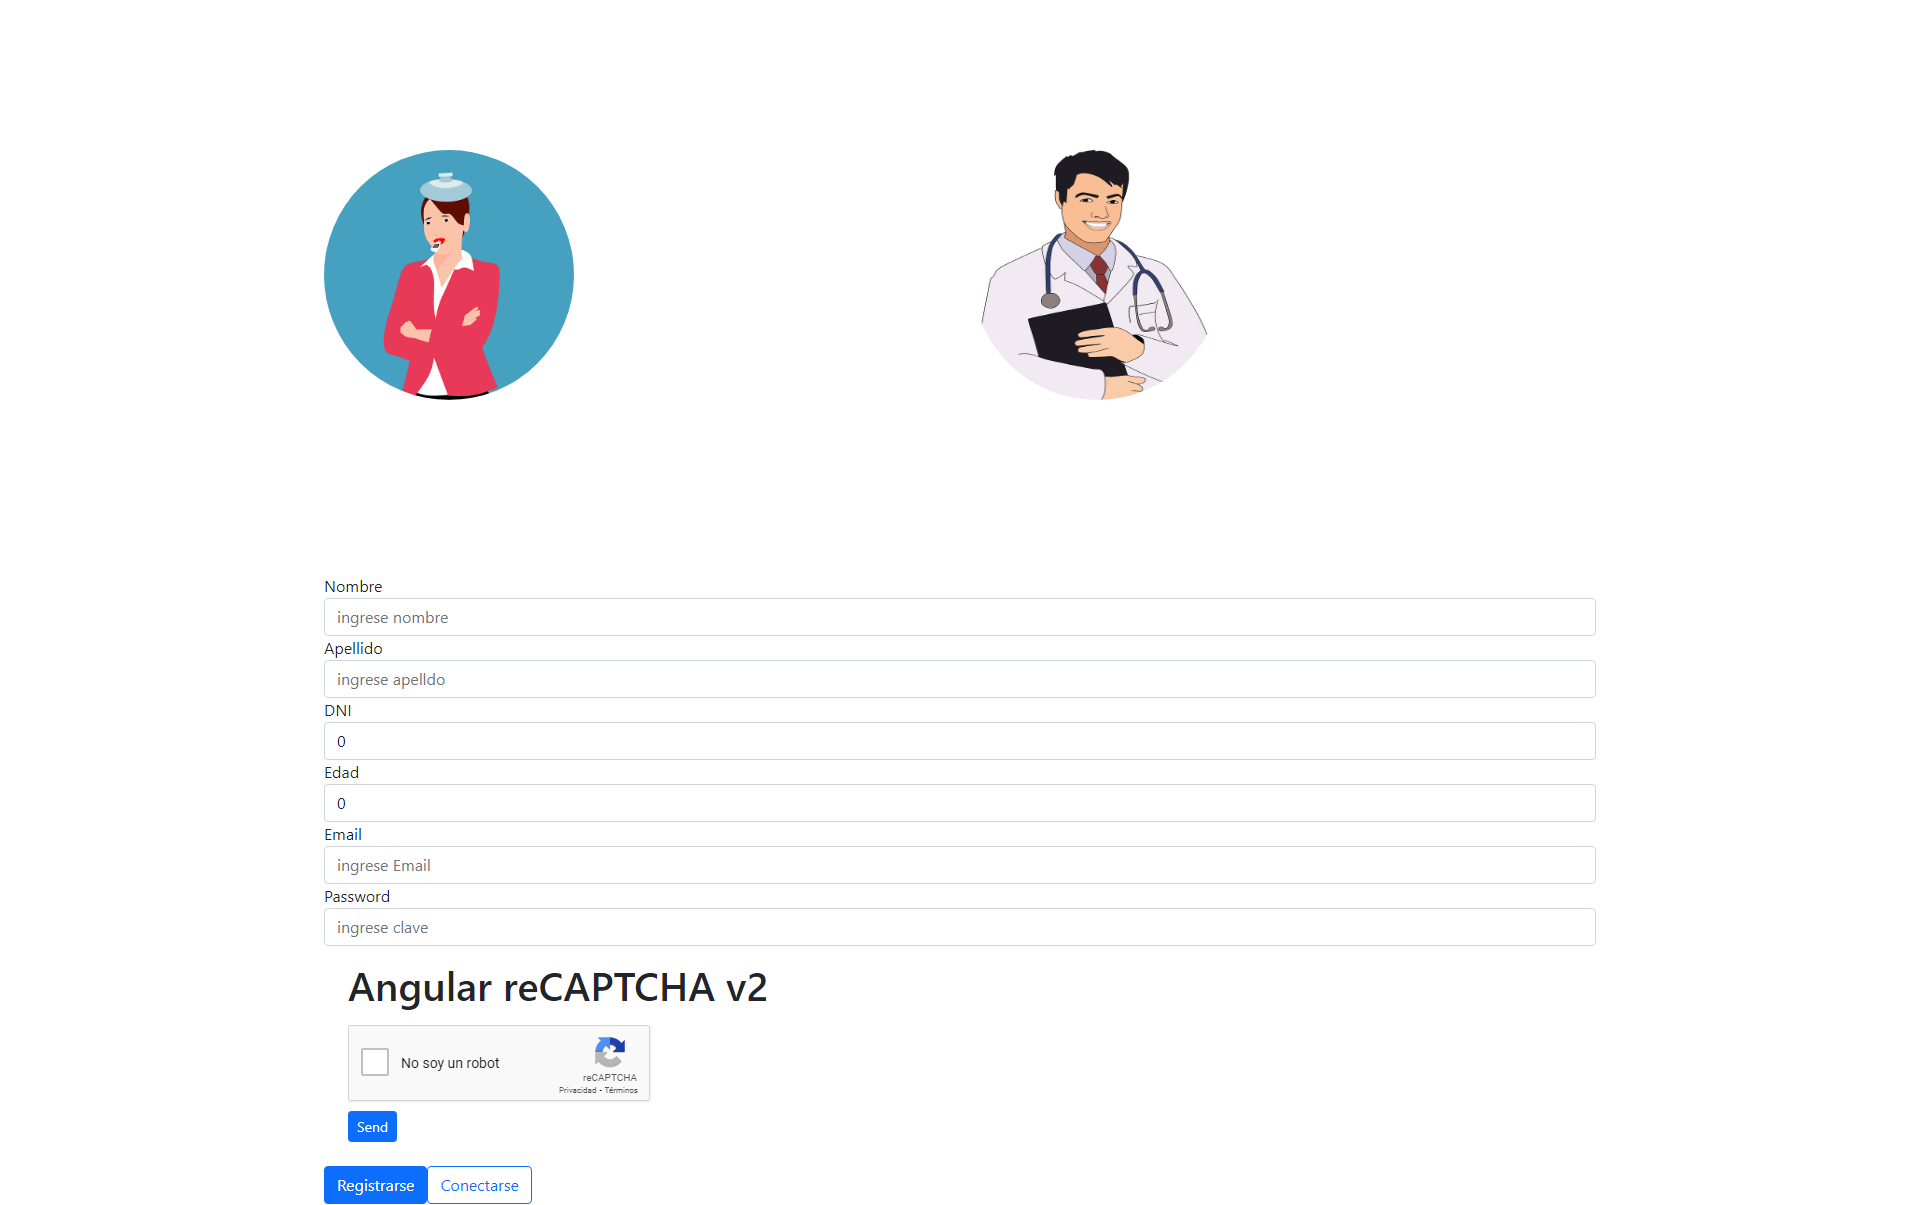 Nombre
ingrese nombre
Apellido
ingrese apelldo
DNI
0
Edad
0
Email
ingrese Email
Password
ingrese clave
Angular reCAPTCHA v2
No soy un robot
reCAPTCHA
Privacidad - Términos
Send
Registrarse Conectarse